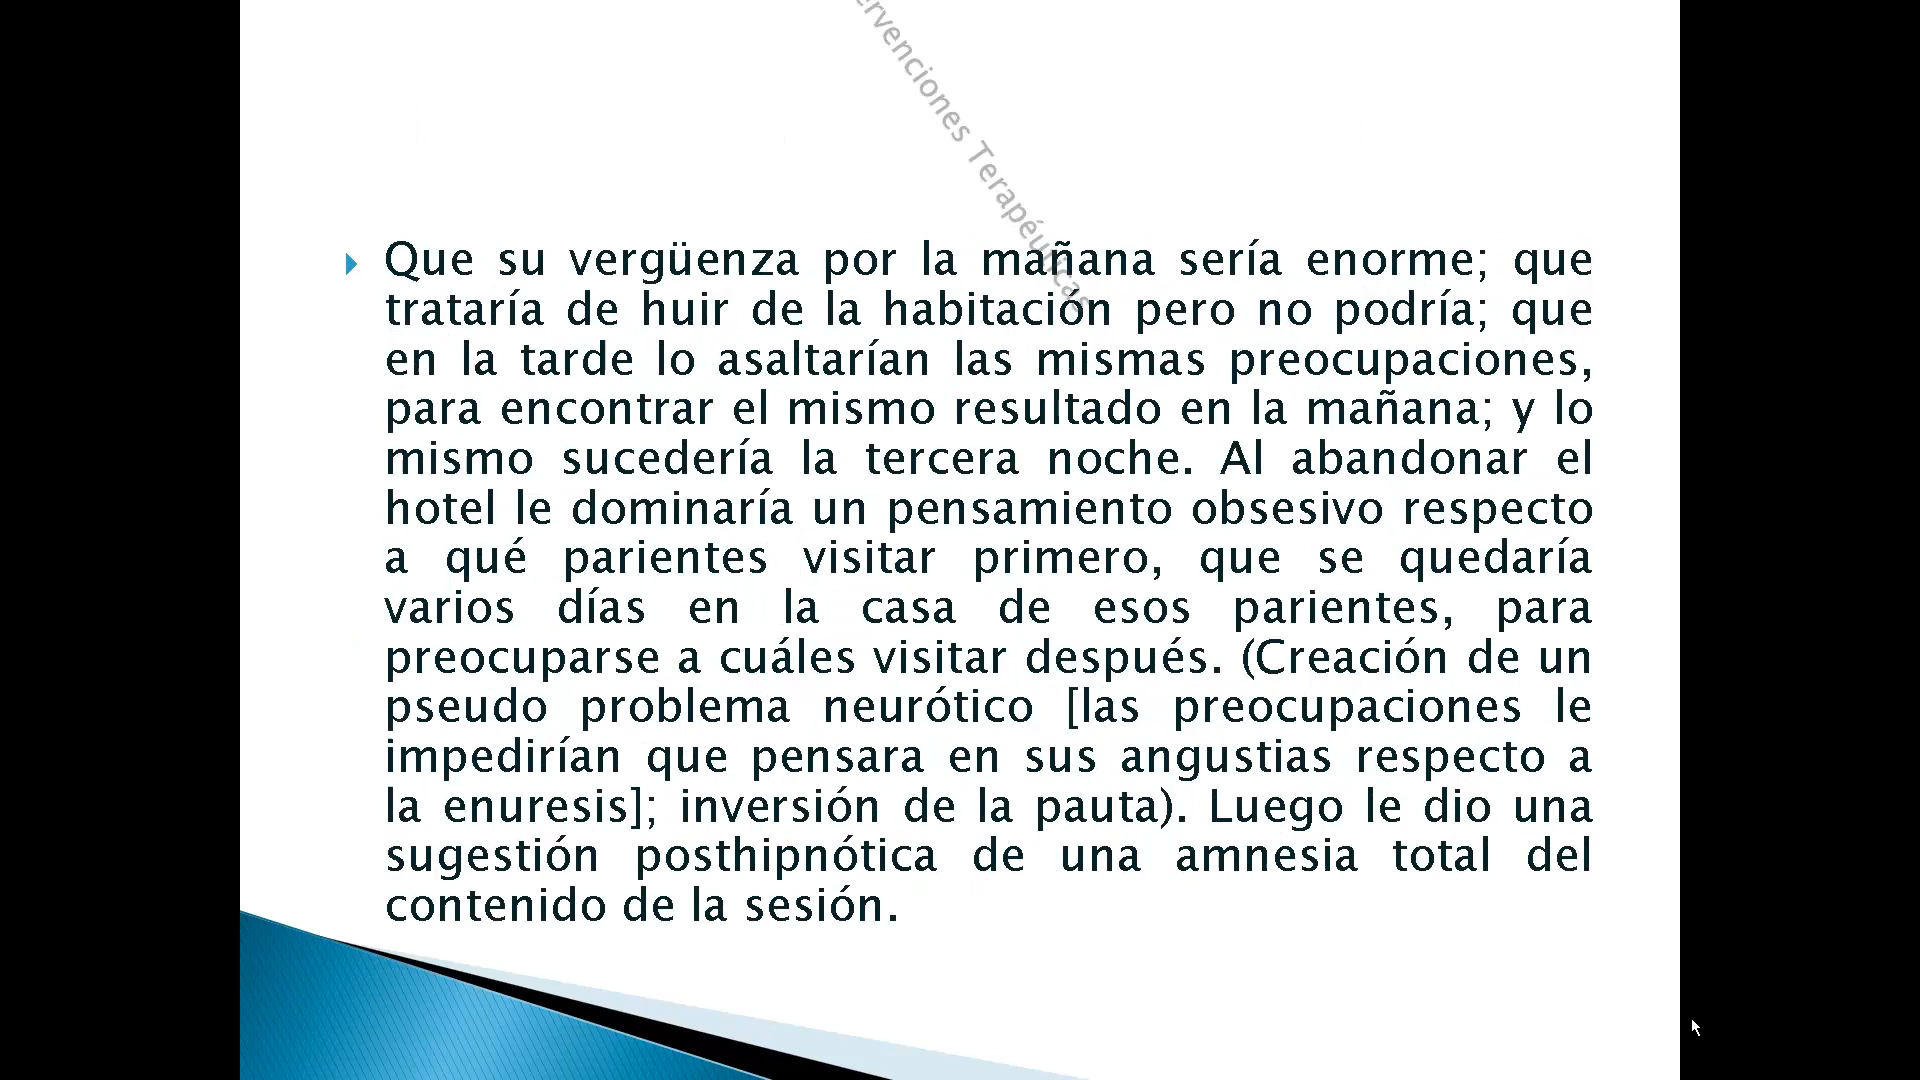 ervenciones Terapéuticas
Que su vergüenza por la mañana sería enorme; que
trataría de huir de la habitación pero no podría; que
en la tarde lo asaltarían las mismas preocupaciones,
para encontrar el mismo resultado en la mañana; y lo
mismo sucedería la tercera noche. Al abandonar el
hotel le dominaría un pensamiento obsesivo respecto
a qué parientes visitar primero, que se quedaría
varios días en la casa de esos parientes, para
preocuparse a cuáles visitar después. (Creación de un
pseudo problema neurótico [las preocupaciones le
impedirían que pensara en sus angustias respecto a
la enuresis]; inversión de la pauta). Luego le dio una
sugestión posthipnótica de una amnesia total del
contenido de la sesión.